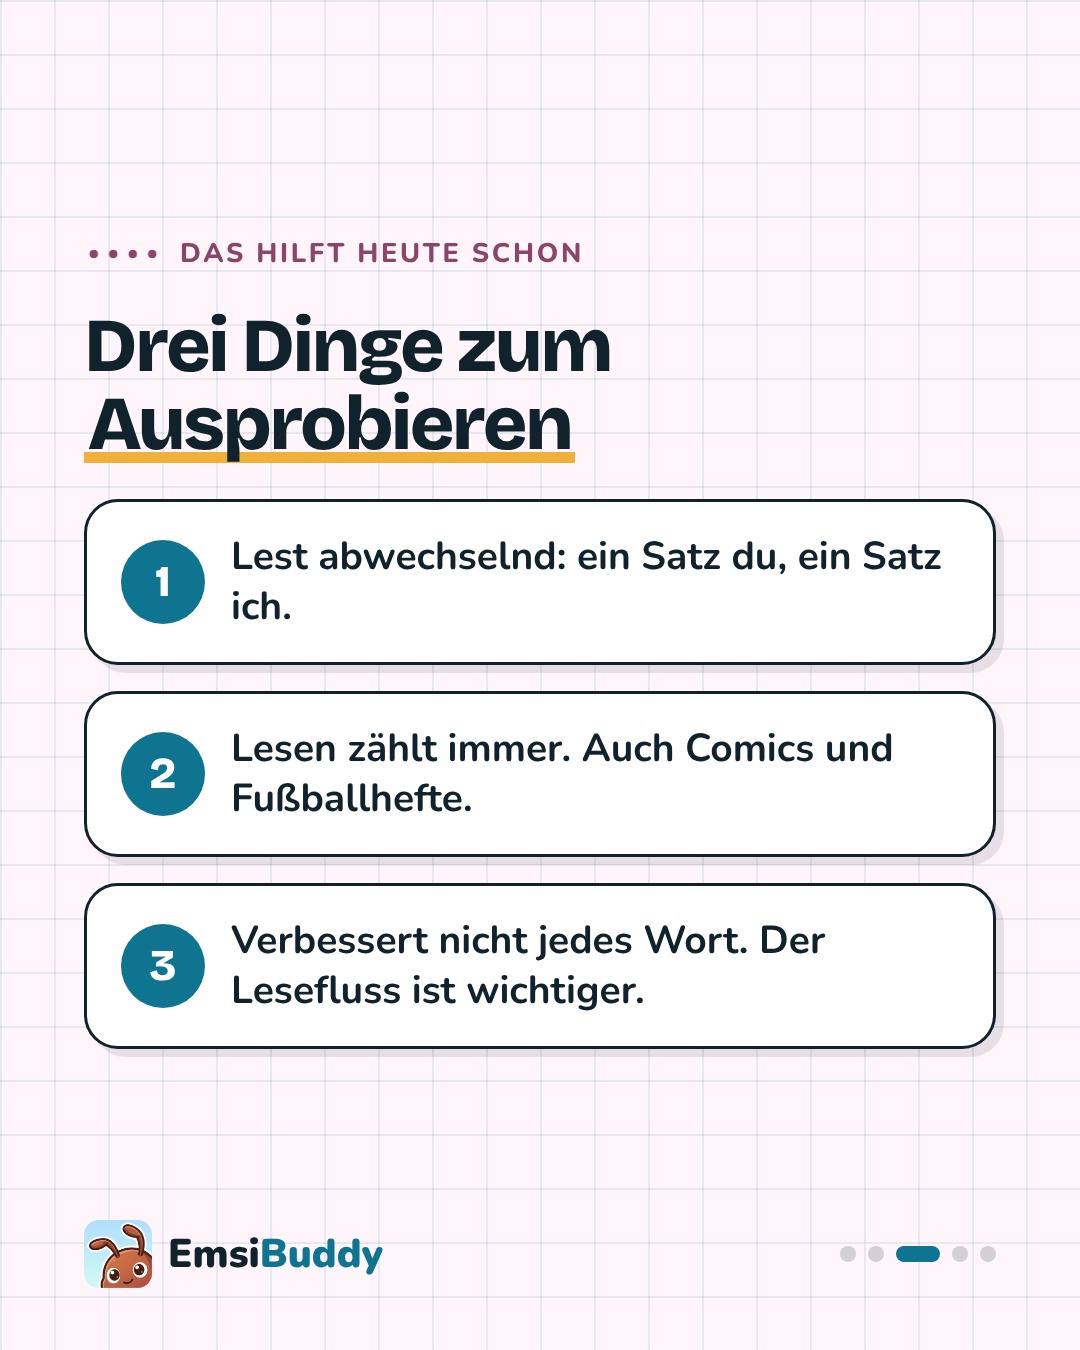 DAS HILFT HEUTE SCHON
Drei Dinge zum
Ausprobieren
1
Lest abwechselnd: ein Satz du, ein Satz
ich.
2
Lesen zählt immer. Auch Comics und
Fußballhefte.
3
Verbessert nicht jedes Wort. Der
Lesefluss ist wichtiger.
EmsiBuddy